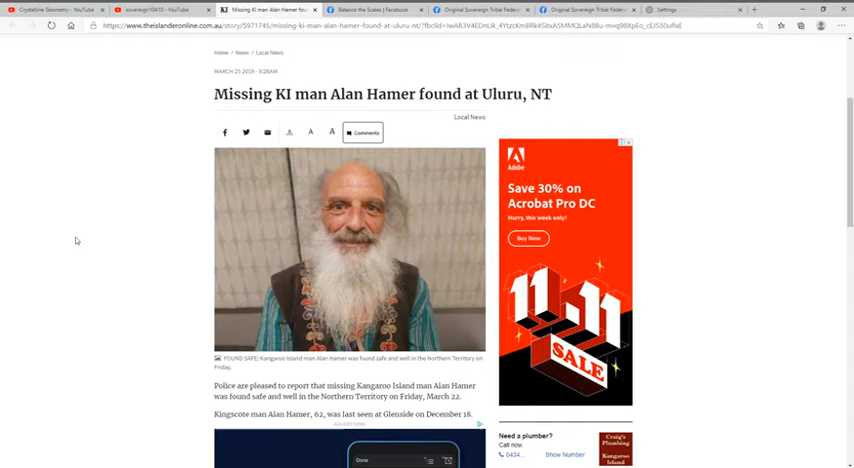 Crystalline Geometry - YouTube
sovereign10410 - YouTube
Missing KI man Alan Hamer fou
Balance the Scales | Facebook
Original Sovereign Tribal Feder
Original Sovereign Tribal Feder
Settings
Home / News / Local News
MARCH 25 2019 - 9:26AM
Missing KI man Alan Hamer found at Uluru, NT
Local News
A A Comments
FOUND SAFE: Kangaroo Island man Alan Hamer was found safe and well in the Northern Territory on
Friday.
Police are pleased to report that missing Kangaroo Island man Alan Hamer
was found safe and well in the Northern Territory on Friday, March 22.
Kingscote man Alan Hamer, 62, was last seen at Glenside on December 18.
ADVERTISING
Done
Adobe
Save 30% on
Acrobat Pro DC
Hurry, this week only!
Buy Now
11.11
SALE
Need a plumber?
Call now:
0434...
Show Number
Craig's
Plumbing
Kangaroo
Island